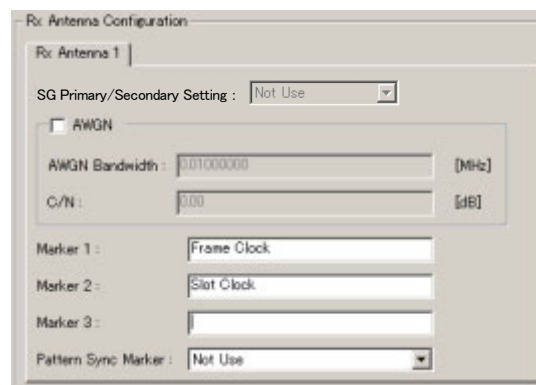 Rx Antenna Configuration
Rx Antenna 1
SG Primary/Secondary Setting : Not Use
AWGN
AWGN Bandwidth : 0.01000000 [MHz]
C/N : 0.00 [dB]
Marker 1 : Frame Clock
Marker 2 : Slot Clock
Marker 3 :
Pattern Sync Marker : Not Use